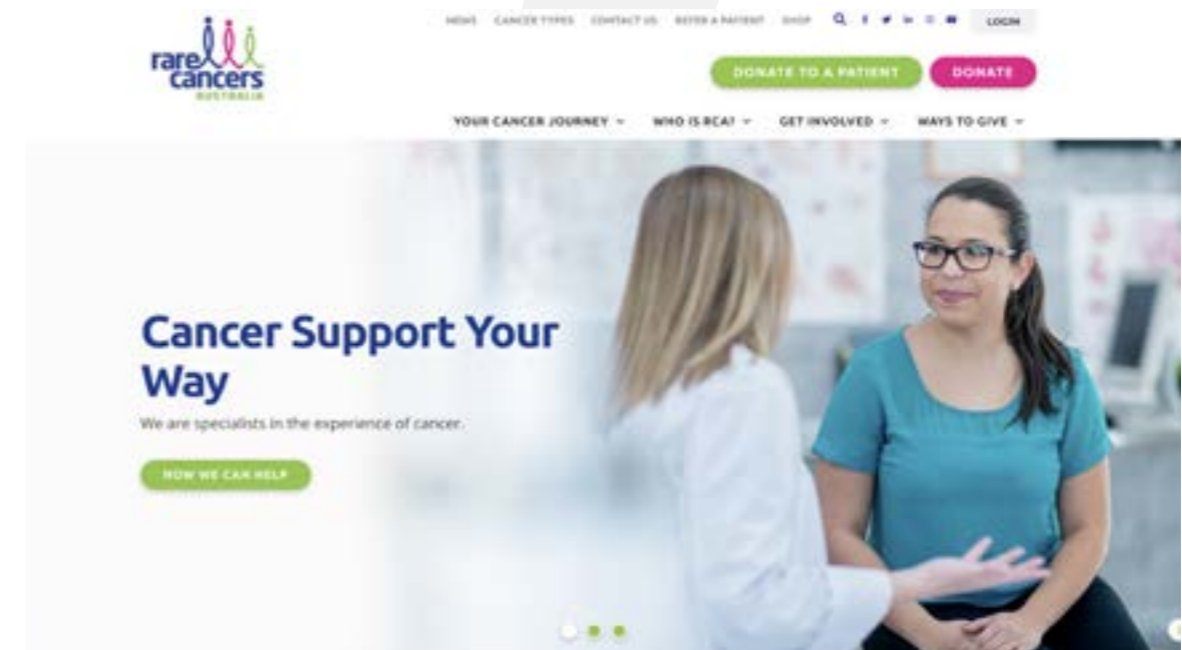 NEWS CANCER TYPES CONTACT US REFER A PATIENT SHOP LOGIN
rare
cancers
AUSTRALIA
DONATE TO A PATIENT DONATE
YOUR CANCER JOURNEY WHO IS RCA? GET INVOLVED WAYS TO GIVE
Cancer Support Your
Way
We are specialists in the experience of cancer.
HOW WE CAN HELP